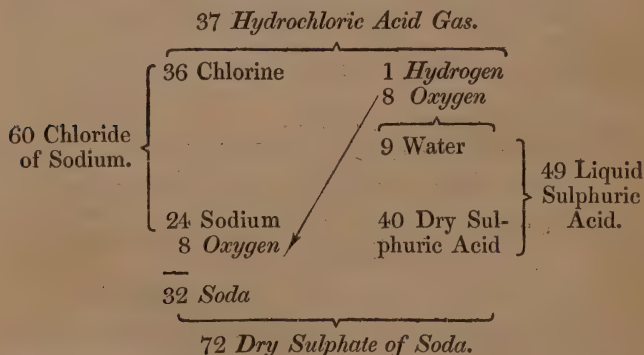 37 Hydrochloric Acid Gas.
36 Chlorine 1 Hydrogen
8 Oxygen
60 Chloride
of Sodium.
9 Water
49 Liquid
Sulphuric
Acid.
24 Sodium 40 Dry Sul-
8 Oxygen phuric Acid
32 Soda
72 Dry Sulphate of Soda.